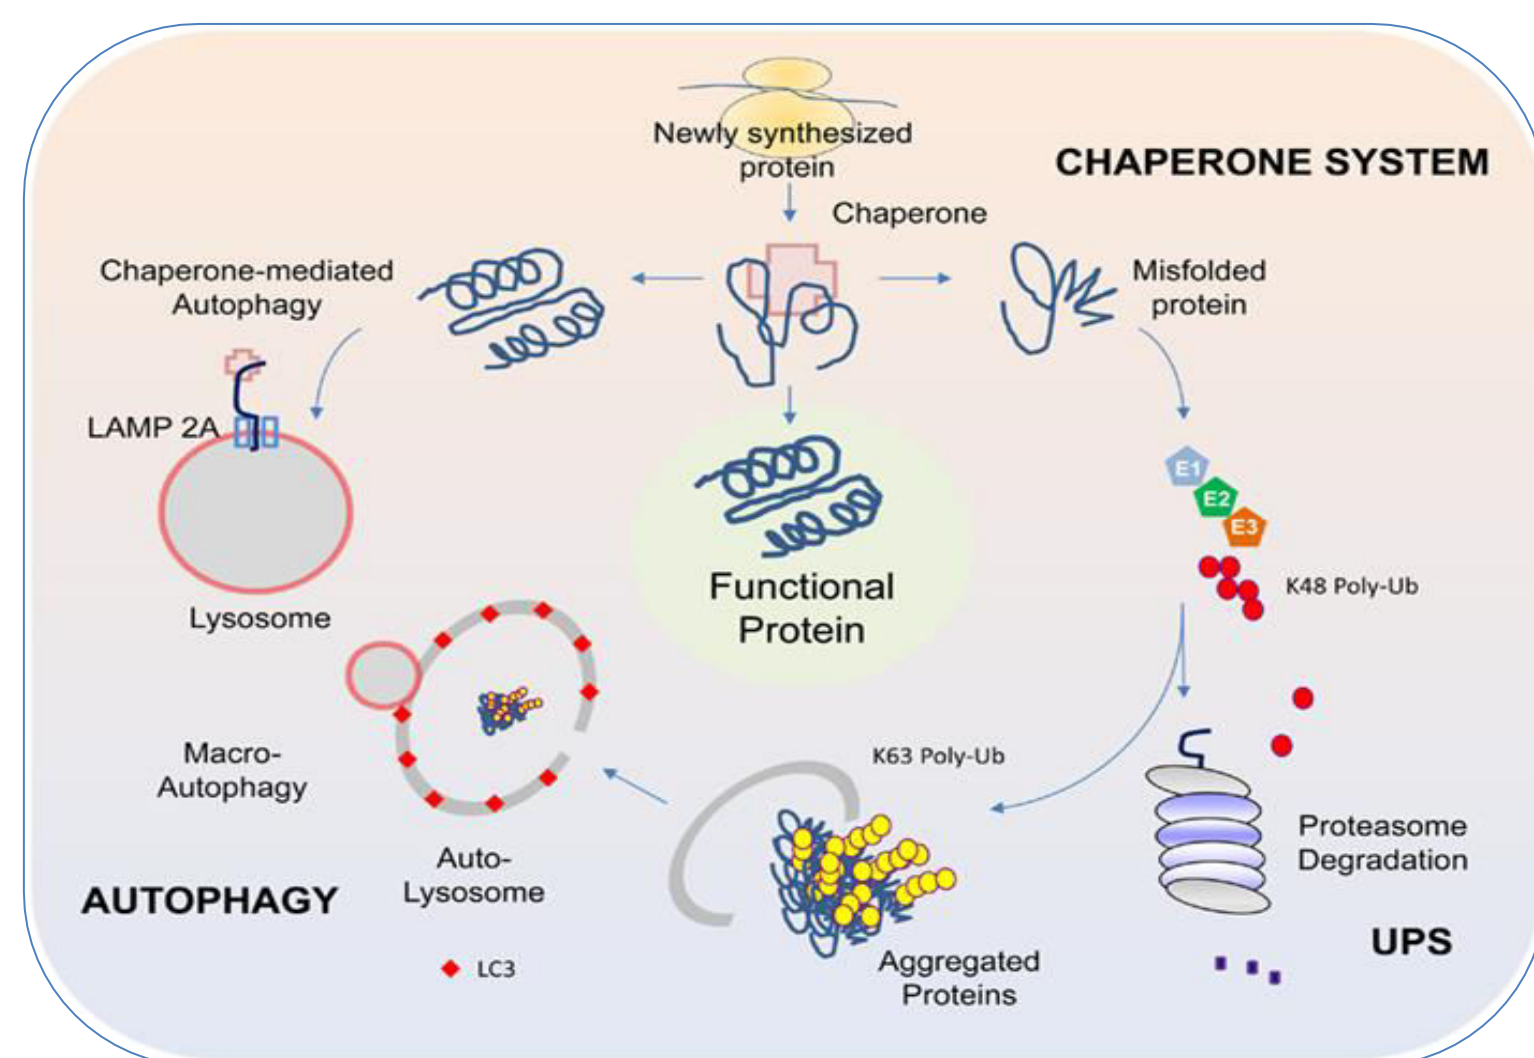 Newly synthesized
protein
CHAPERONE SYSTEM
Chaperone
Chaperone-mediated
Autophagy
Misfolded
protein
LAMP 2A
E1
E2
E3
K48 Poly-Ub
Functional
Protein
Lysosome
Macro-
Autophagy
K63 Poly-Ub
Proteasome
Degradation
Auto-
Lysosome
AUTOPHAGY
UPS
LC3
Aggregated
Proteins